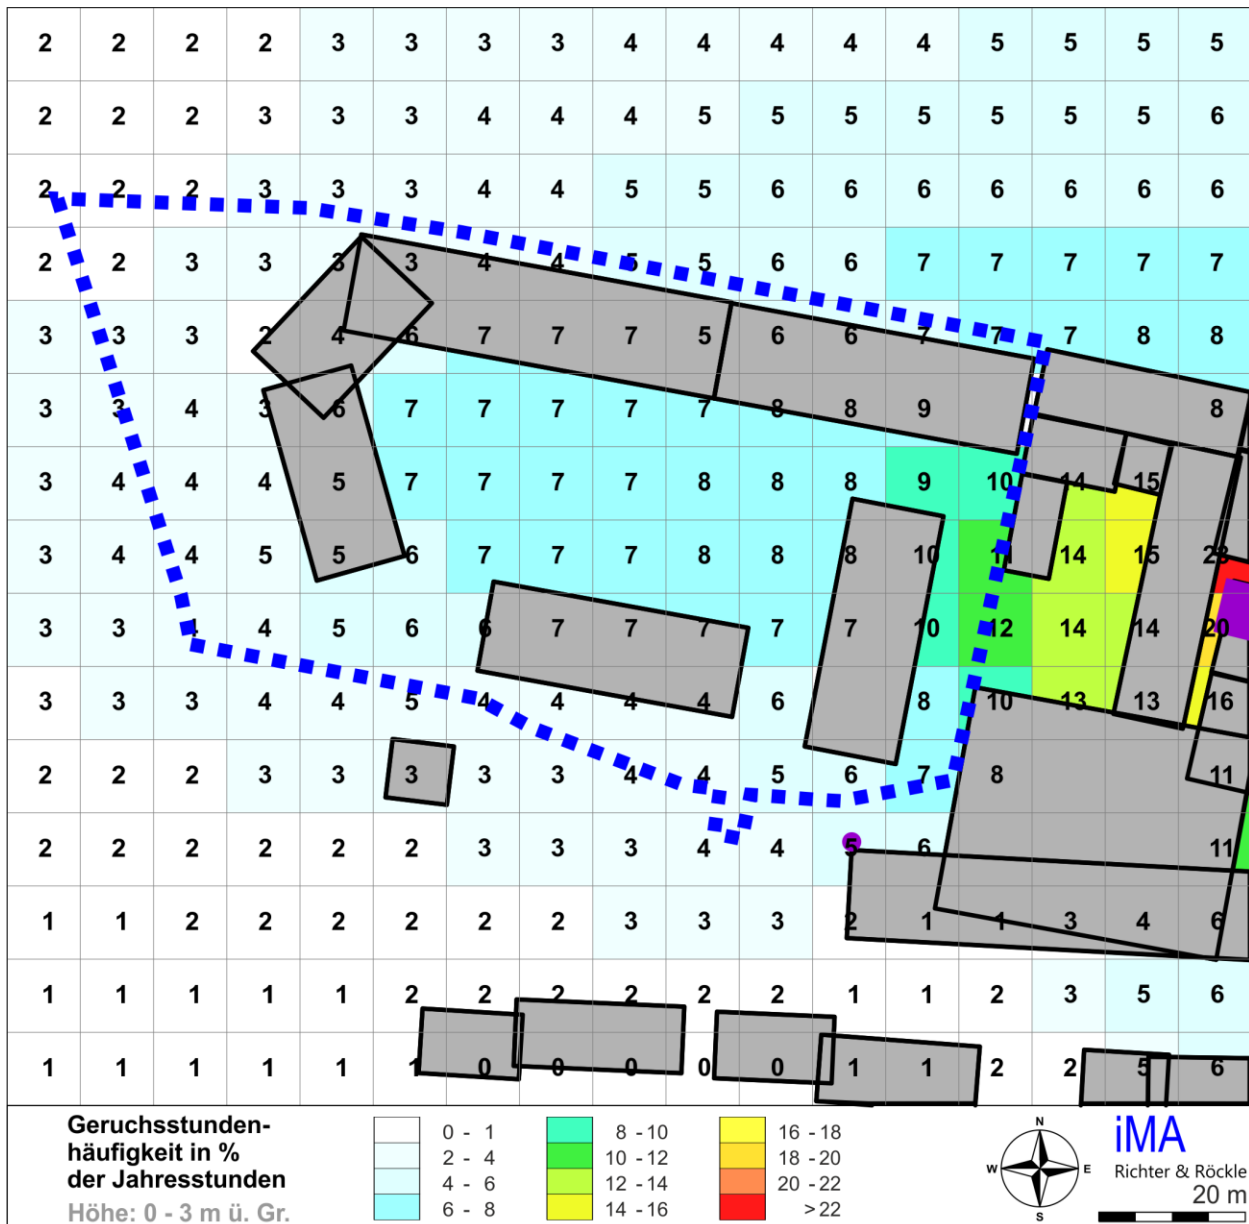 2 2 2 2 3 3 3 3 4 4 4 4 4 5 5 5 5
2 2 2 3 3 3 4 4 4 5 5 5 5 5 5 5 6
2 2 2 3 3 3 4 4 5 5 6 6 6 6 6 6 6
2 2 3 3 3 3 4 4 5 5 6 6 7 7 7 7 7
3 3 3 2 4 6 7 7 7 5 6 6 7 7 7 8 8
3 3 4 3 6 7 7 7 7 7 8 8 9 8
3 4 4 4 5 7 7 7 7 8 8 8 9 10 14 15
3 4 4 5 5 6 7 7 7 8 8 8 10 11 14 15 23
3 3 4 4 5 6 6 7 7 7 7 7 10 12 14 14 20
3 3 3 4 4 5 4 4 4 4 6 8 10 13 13 16
2 2 2 3 3 3 3 3 4 4 5 6 7 8 11
2 2 2 2 2 2 3 3 3 4 4 5 6 11
1 1 2 2 2 2 2 2 3 3 3 2 1 1 3 4 6
1 1 1 1 1 2 2 2 2 2 2 1 1 2 3 5 6
1 1 1 1 1 1 0 0 0 0 0 1 1 2 2 5 6
Geruchsstunden-
häufigkeit in %
der Jahresstunden
Höhe: 0 - 3 m ü. Gr.
0 - 1
2 - 4
4 - 6
6 - 8
8 - 10
10 - 12
12 - 14
14 - 16
16 - 18
18 - 20
20 - 22
> 22
N
W E
S
iMA
Richter & Röckle
20 m